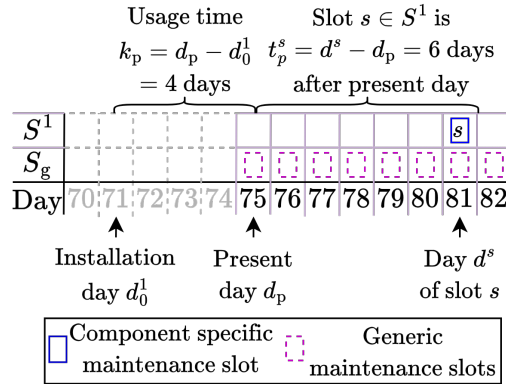 Usage time
k_p = d_p − d_0^1
= 4 days
Slot s ∈ S^1 is
t_p^s = d^s − d_p = 6 days
after present day
S^1 s
S_g
Day 70 71 72 73 74 75 76 77 78 79 80 81 82
Installation
day d_0^1
Present
day d_p
Day d^s
of slot s
Component specific
maintenance slot
Generic
maintenance slots